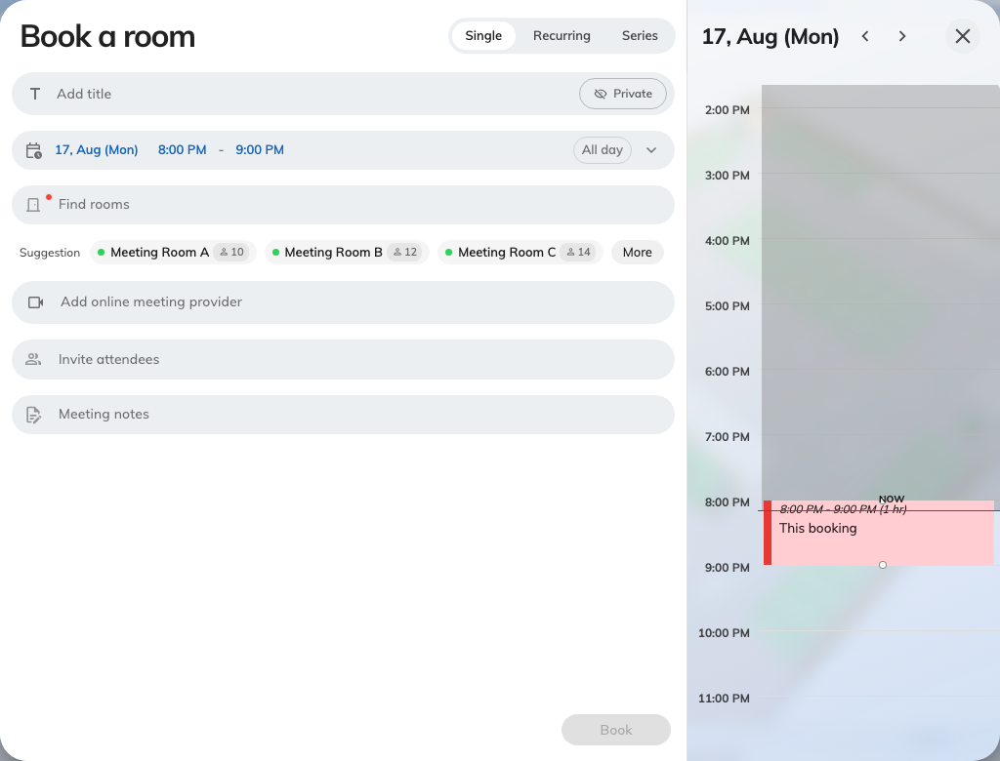 Book a room
Single Recurring Series
Add title
Private
17, Aug (Mon) 8:00 PM - 9:00 PM
All day
Find rooms
Suggestion Meeting Room A 10 Meeting Room B 12 Meeting Room C 14 More
Add online meeting provider
Invite attendees
Meeting notes
Book
17, Aug (Mon)
2:00 PM
3:00 PM
4:00 PM
5:00 PM
6:00 PM
7:00 PM
8:00 PM
NOW
8:00 PM - 9:00 PM (1 hr)
This booking
9:00 PM
10:00 PM
11:00 PM